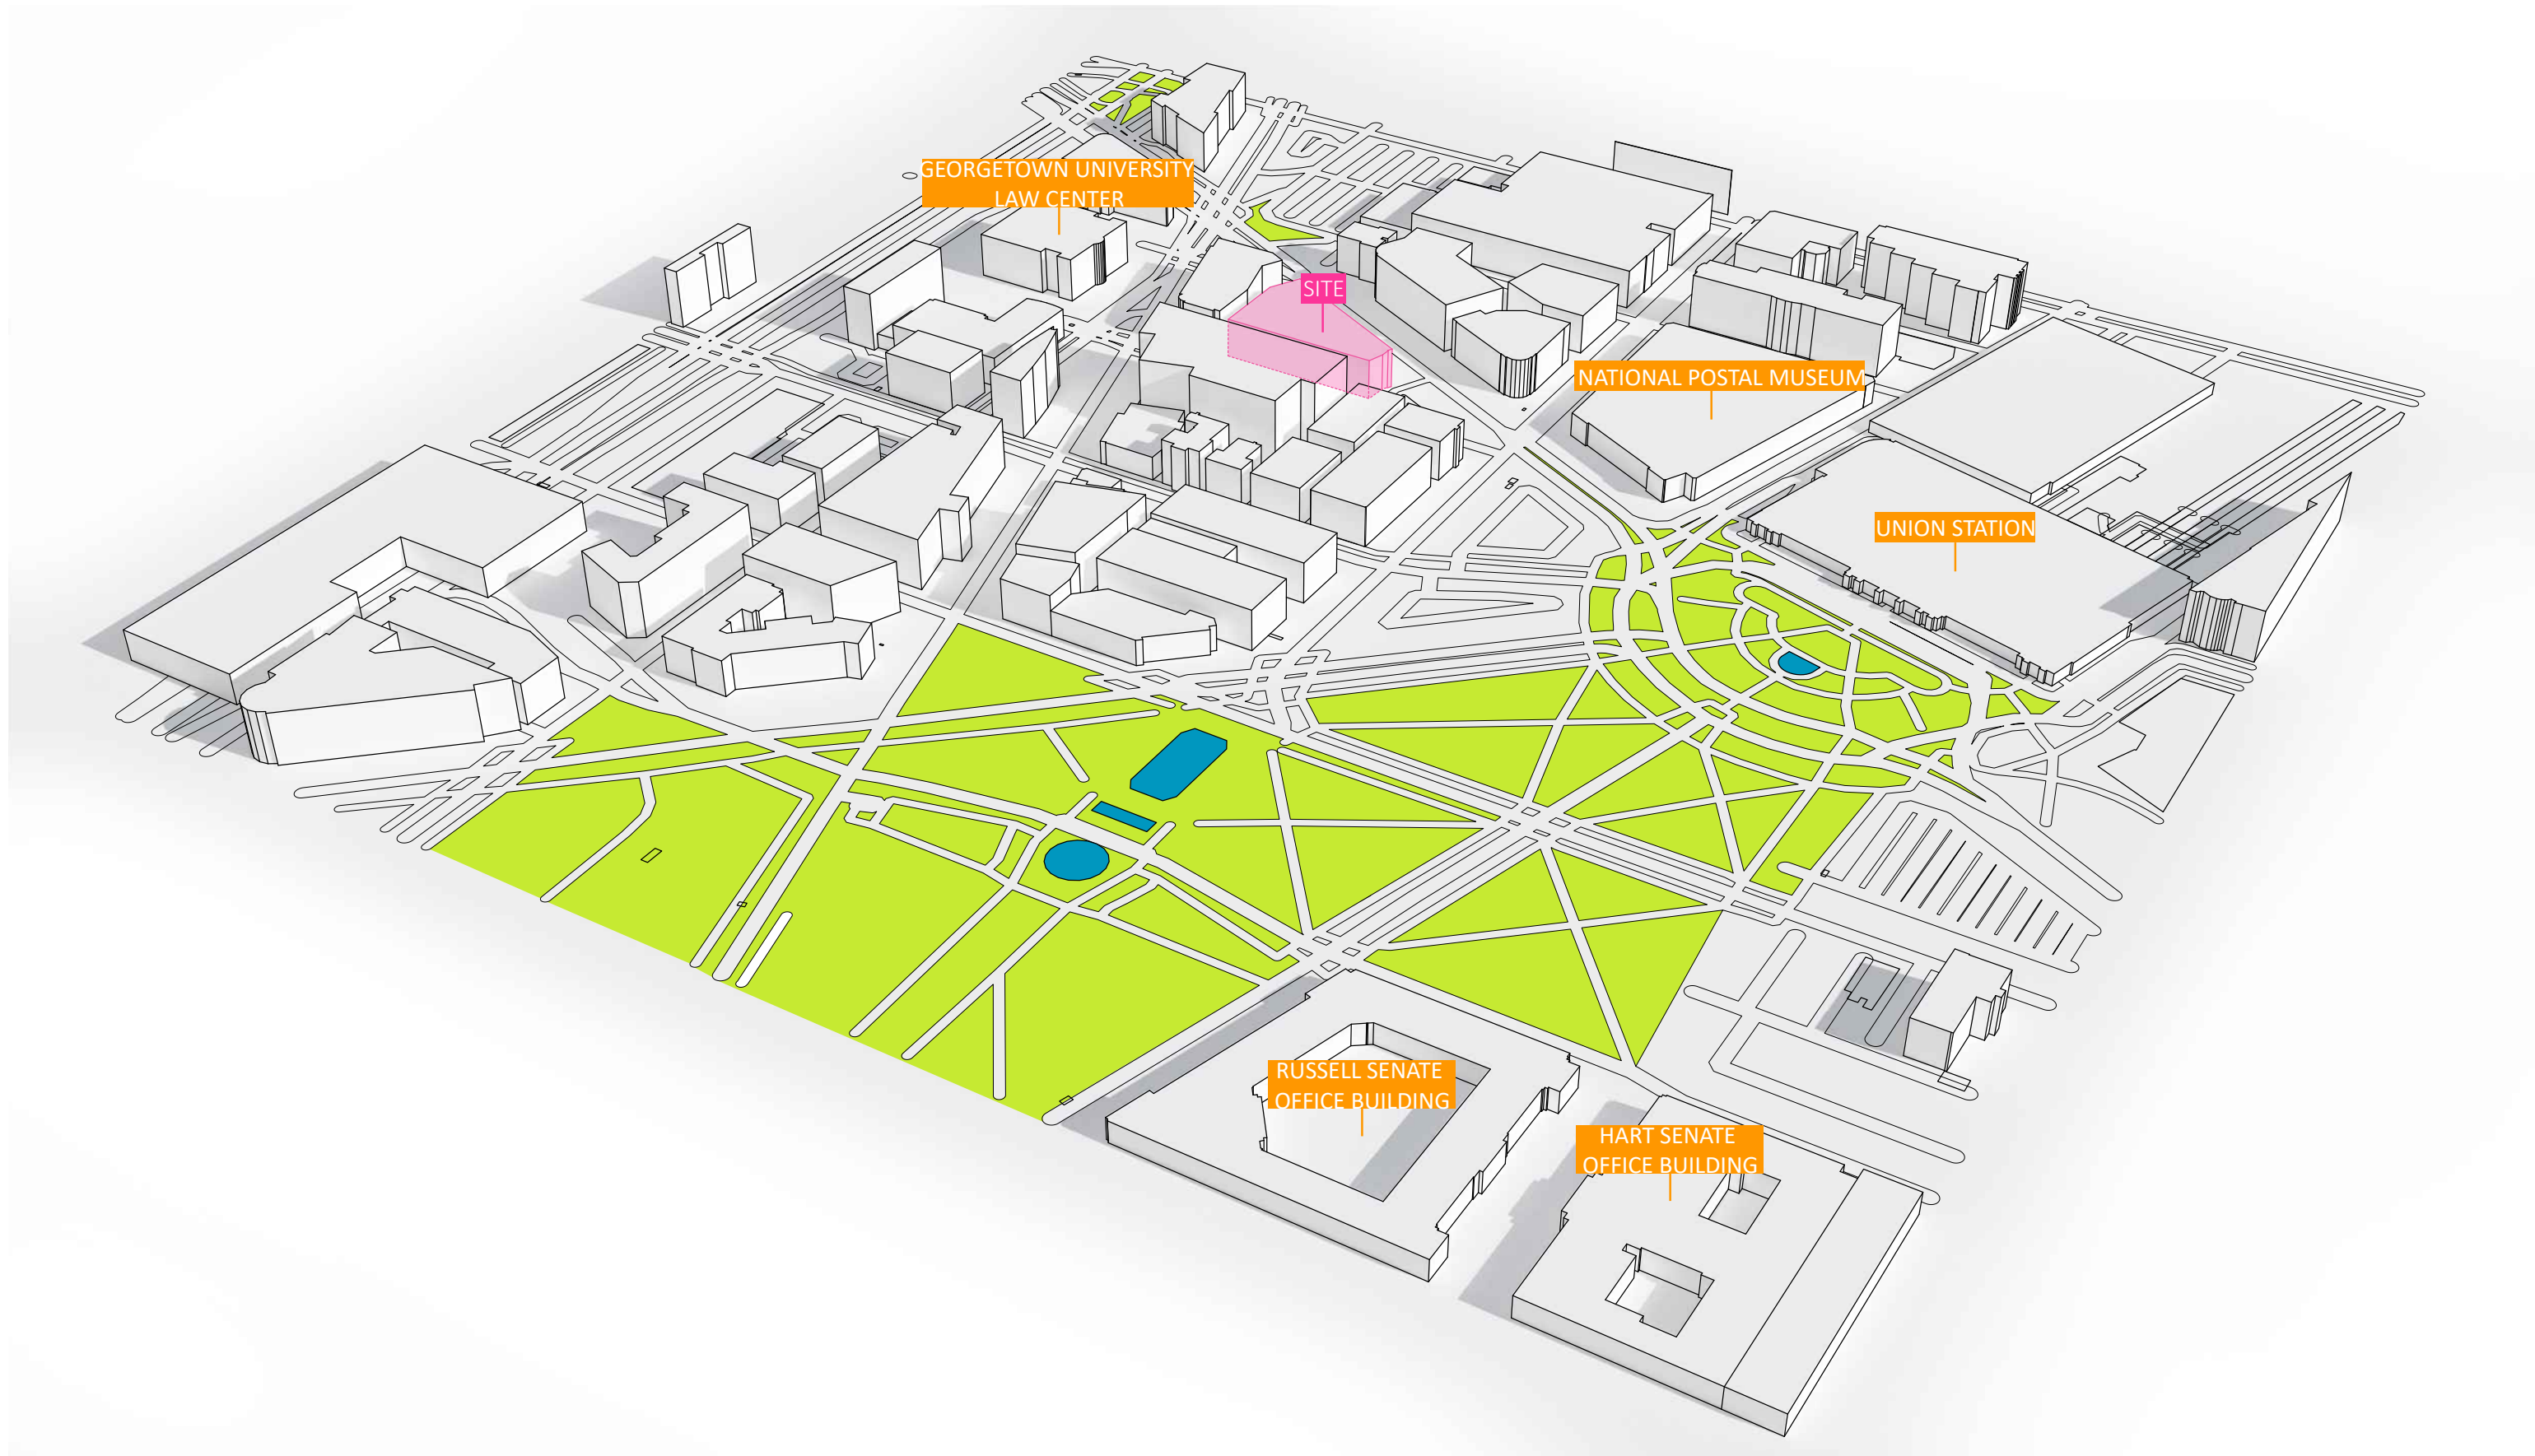 GEORGETOWN UNIVERSITY
LAW CENTER
SITE
NATIONAL POSTAL MUSEUM
UNION STATION
RUSSELL SENATE
OFFICE BUILDING
HART SENATE
OFFICE BUILDING